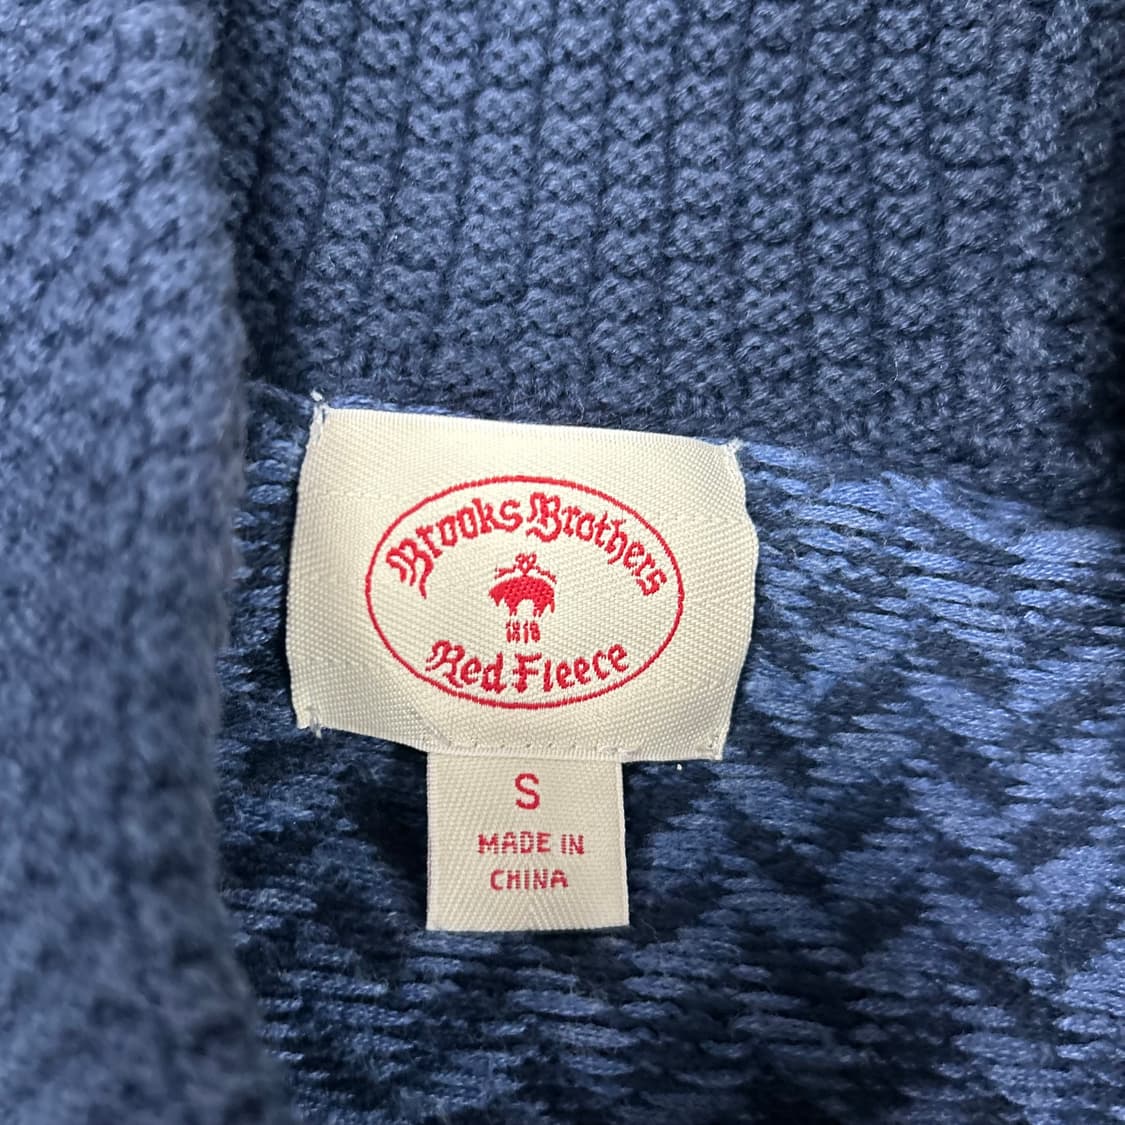 Brooks Brothers
1818
Red Fleece
S
MADE IN
CHINA